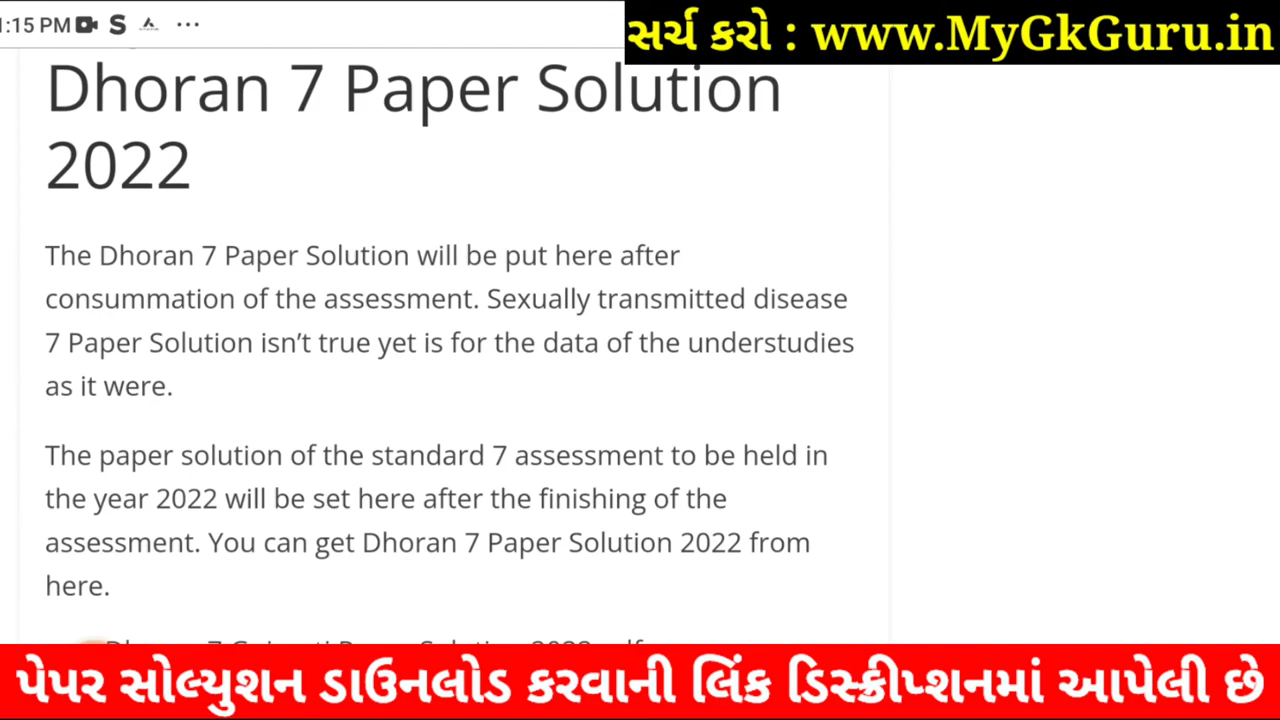 1:15 PM S ...
સર્ચ કરો : www.MyGkGuru.in
Dhoran 7 Paper Solution
2022
The Dhoran 7 Paper Solution will be put here after
consummation of the assessment. Sexually transmitted disease
7 Paper Solution isn’t true yet is for the data of the understudies
as it were.
The paper solution of the standard 7 assessment to be held in
the year 2022 will be set here after the finishing of the
assessment. You can get Dhoran 7 Paper Solution 2022 from
here.
પેપર સોલ્યુશન ડાઉનલોડ કરવાની લિંક ડિસ્ક્રીપ્શનમાં આપેલી છે